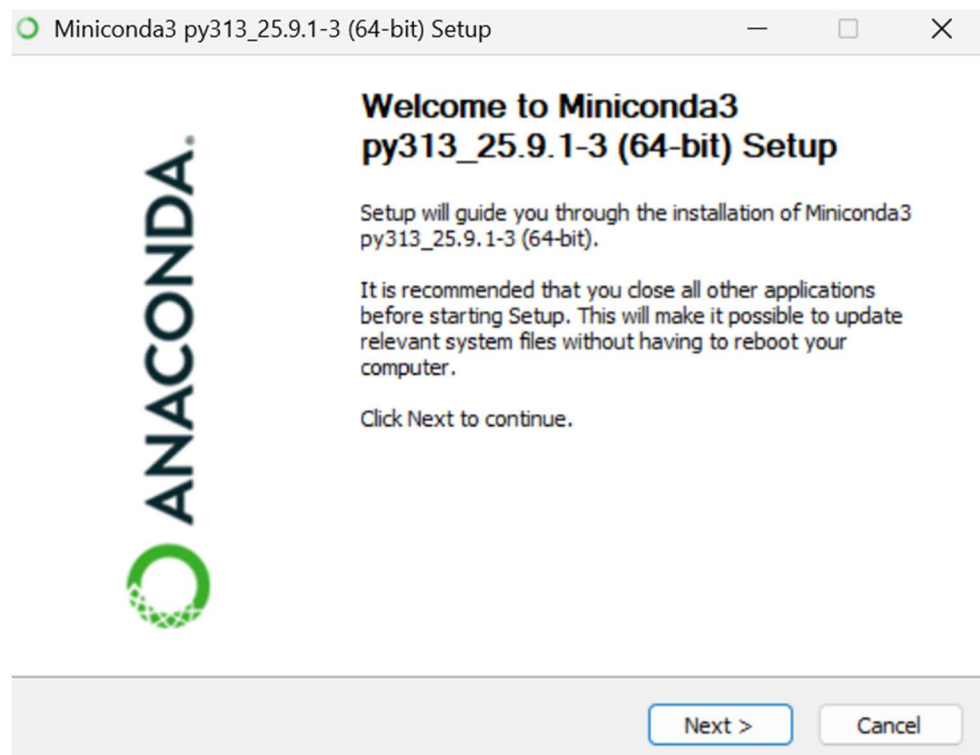 Miniconda3 py313_25.9.1-3 (64-bit) Setup
ANACONDA.
Welcome to Miniconda3
py313_25.9.1-3 (64-bit) Setup
Setup will guide you through the installation of Miniconda3
py313_25.9.1-3 (64-bit).
It is recommended that you close all other applications
before starting Setup. This will make it possible to update
relevant system files without having to reboot your
computer.
Click Next to continue.
Next >
Cancel